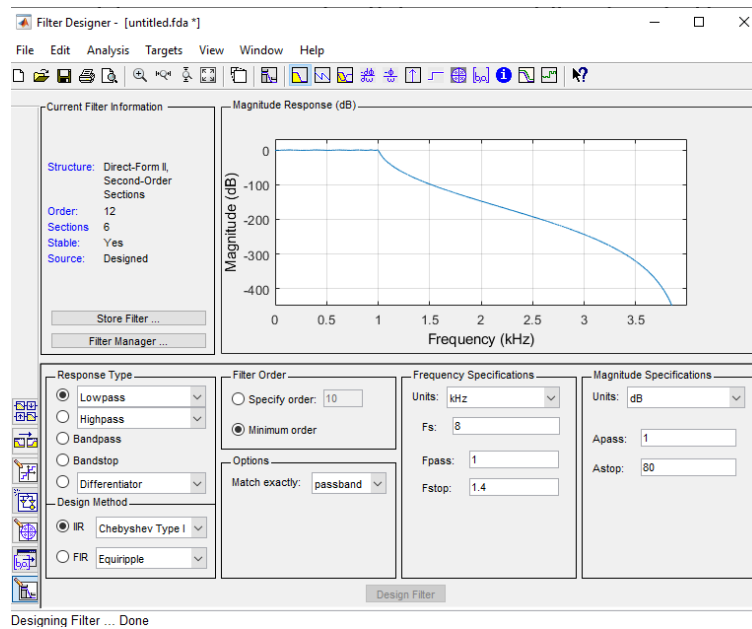 Filter Designer - [untitled.fda *]
File Edit Analysis Targets View Window Help
Current Filter Information
Structure: Direct-Form II,
Second-Order
Sections
Order: 12
Sections 6
Stable: Yes
Source: Designed
Store Filter ...
Filter Manager ...
Magnitude Response (dB)
Magnitude (dB)
0
-100
-200
-300
-400
0 0.5 1 1.5 2 2.5 3 3.5
Frequency (kHz)
Response Type
Lowpass
Highpass
Bandpass
Bandstop
Differentiator
Design Method
IIR Chebyshev Type I
FIR Equiripple
Filter Order
Specify order: 10
Minimum order
Options
Match exactly: passband
Frequency Specifications
Units: kHz
Fs: 8
Fpass: 1
Fstop: 1.4
Magnitude Specifications
Units: dB
Apass: 1
Astop: 80
Design Filter
Designing Filter ... Done